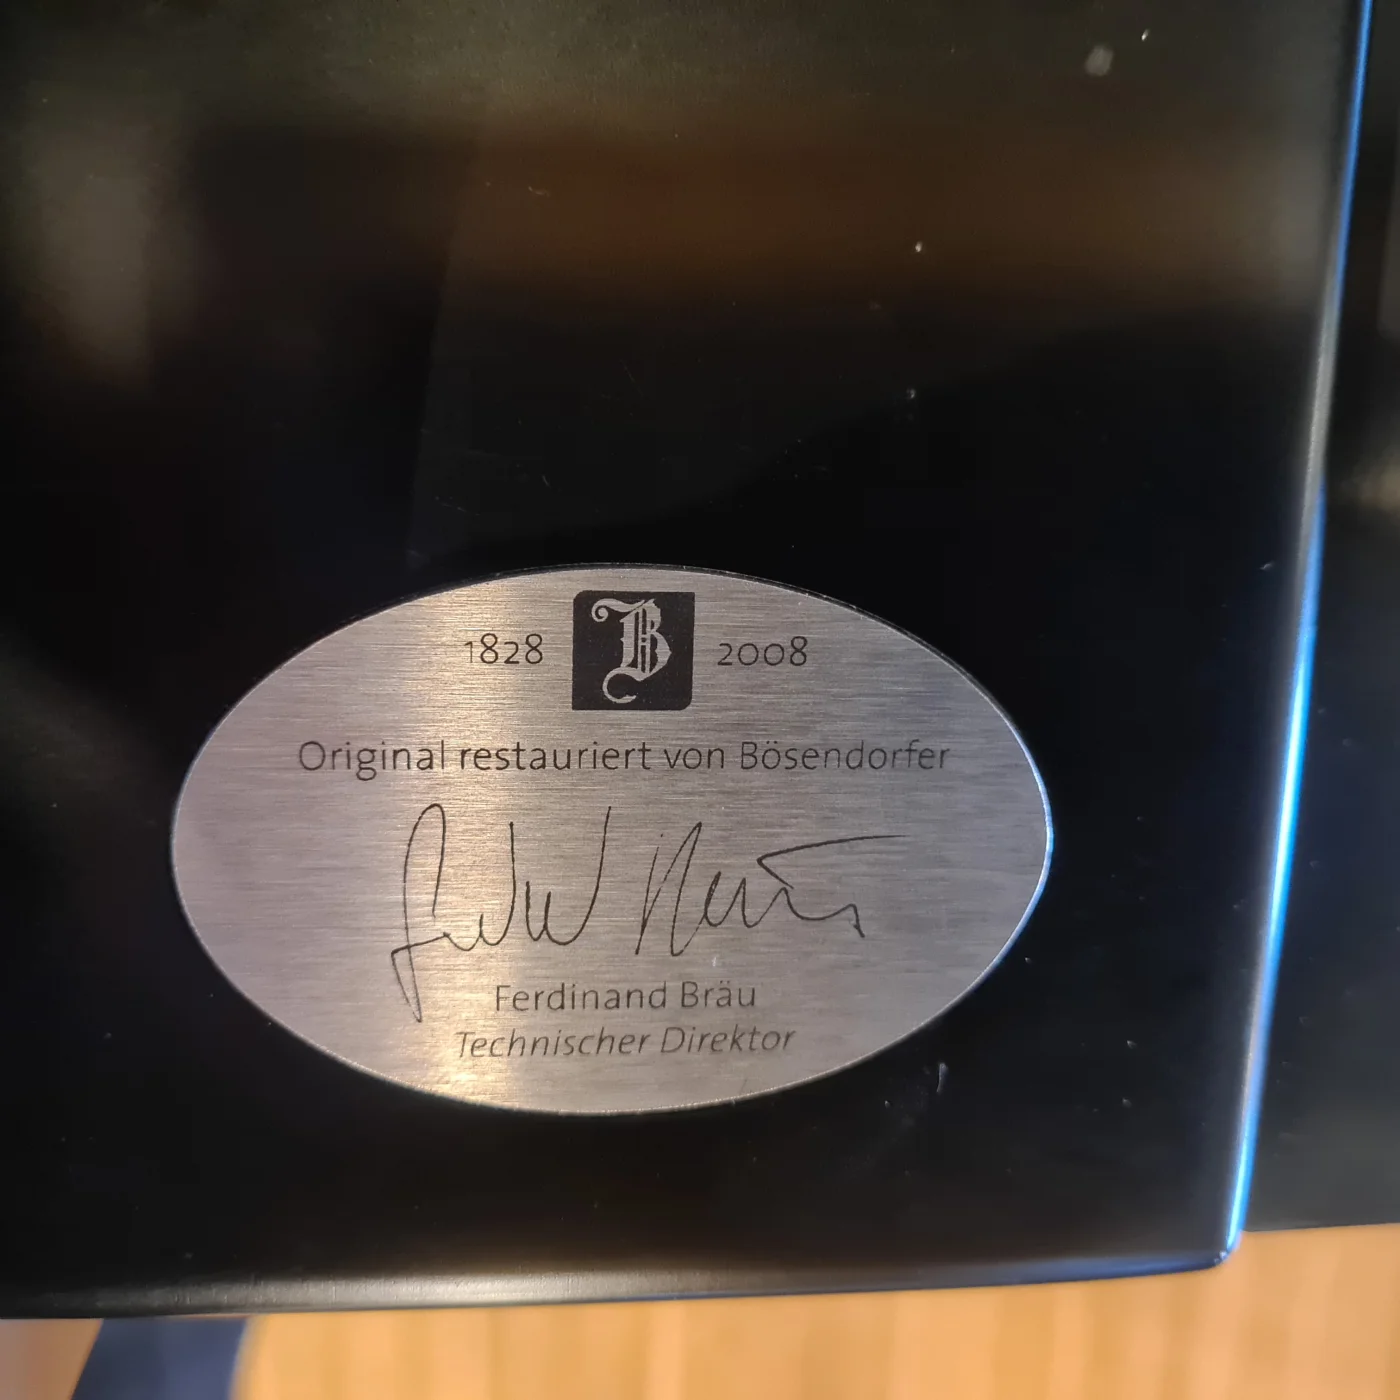 1828 B 2008
Original restauriert von Bösendorfer
Ferdinand Bräu
Technischer Direktor